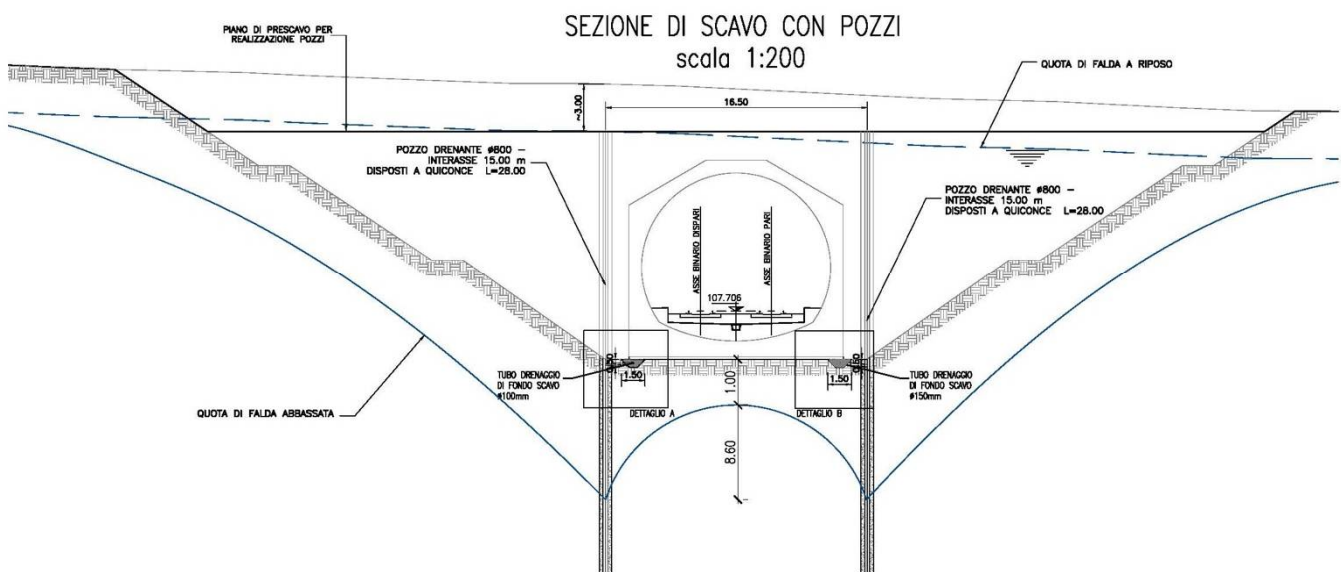 SEZIONE DI SCAVO CON POZZI
scala 1:200
PIANO DI PRESCAVO PER
REALIZZAZIONE POZZI
QUOTA DI FALDA A RIPOSO
~3.00
16.50
POZZO DRENANTE ø800 -
INTERASSE 15.00 m
DISPOSTI A QUICONCE L=28.00
POZZO DRENANTE ø800 -
INTERASSE 15.00 m
DISPOSTI A QUICONCE L=28.00
ASSE BINARIO DISPARI
ASSE BINARIO PARI
107.706
TUBO DRENAGGIO
DI FONDO SCAVO
ø100mm
0.50
1.50
1.00
1.50
0.50
TUBO DRENAGGIO
DI FONDO SCAVO
ø150mm
QUOTA DI FALDA ABBASSATA
DETTAGLIO A
DETTAGLIO B
8.60